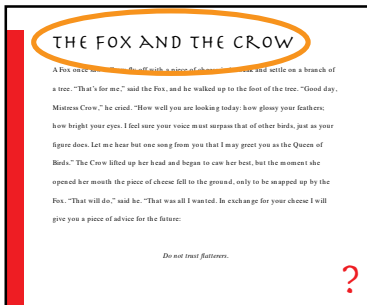 THE FOX AND THE CROW
A Fox once saw a Crow fly off with a piece of cheese in its beak and settle on a branch of
a tree. “That’s for me,” said the Fox, and he walked up to the foot of the tree. “Good day,
Mistress Crow,” he cried. “How well you are looking today: how glossy your feathers;
how bright your eyes. I feel sure your voice must surpass that of other birds, just as your
figure does. Let me hear but one song from you that I may greet you as the Queen of
Birds.” The Crow lifted up her head and began to caw her best, but the moment she
opened her mouth the piece of cheese fell to the ground, only to be snapped up by the
Fox. “That will do,” said he. “That was all I wanted. In exchange for your cheese I will
give you a piece of advice for the future:
Do not trust flatterers.
?